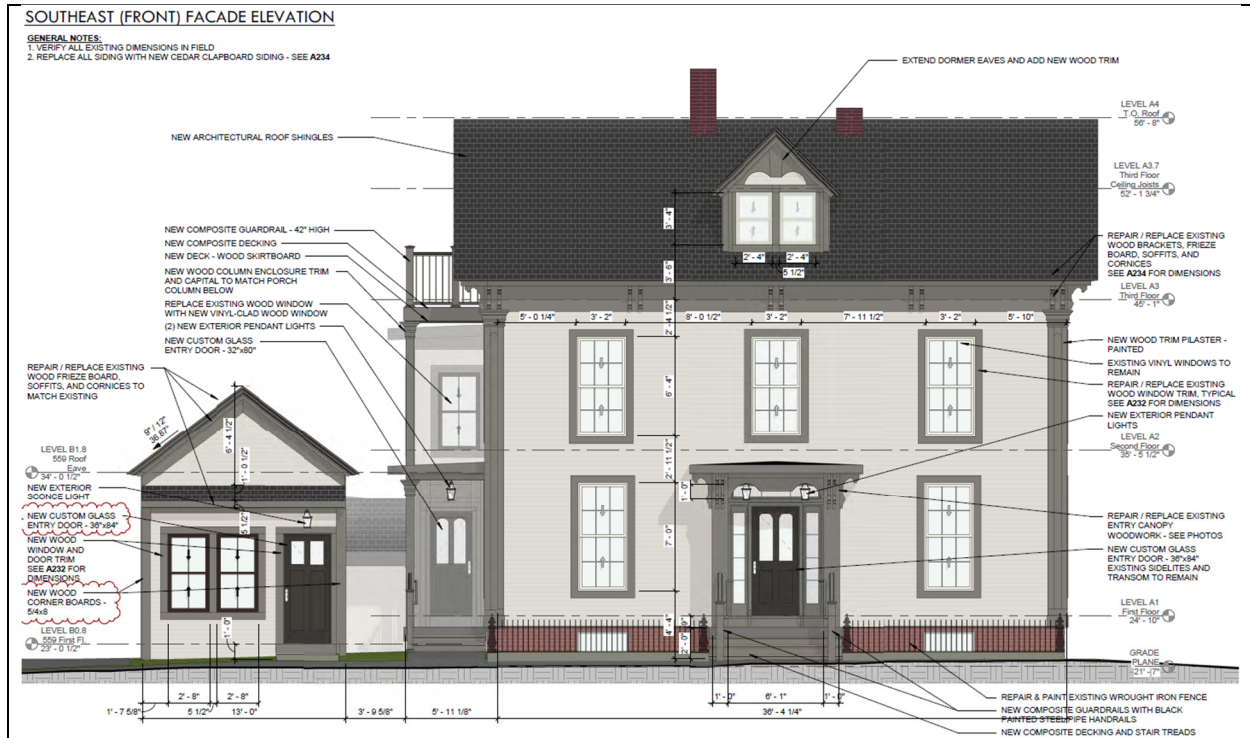 SOUTHEAST (FRONT) FACADE ELEVATION
GENERAL NOTES:
1. VERIFY ALL EXISTING DIMENSIONS IN FIELD
2. REPLACE ALL SIDING WITH NEW CEDAR CLAPBOARD SIDING - SEE A234
EXTEND DORMER EAVES AND ADD NEW WOOD TRIM
NEW ARCHITECTURAL ROOF SHINGLES
LEVEL A4
T.O. Roof
56' - 8"
LEVEL A3.7
Third Floor
Ceiling Joists
52' - 1 3/4"
NEW COMPOSITE GUARDRAIL - 42" HIGH
NEW COMPOSITE DECKING
NEW DECK - WOOD SKIRTBOARD
NEW WOOD COLUMN ENCLOSURE TRIM
AND CAPITAL TO MATCH PORCH
COLUMN BELOW
REPLACE EXISTING WOOD WINDOW
WITH NEW VINYL-CLAD WOOD WINDOW
(2) NEW EXTERIOR PENDANT LIGHTS
NEW CUSTOM GLASS
ENTRY DOOR - 32"x80"
3' - 4"
2' - 4"
2' - 4"
5 1/2"
3' - 6"
REPAIR / REPLACE EXISTING
WOOD BRACKETS, FRIEZE
BOARD, SOFFITS, AND
CORNICES
SEE A234 FOR DIMENSIONS
LEVEL A3
Third Floor
45' - 1"
5' - 0 1/4"
3' - 2"
2' - 4 1/2"
8' - 0 1/2"
3' - 2"
7' - 11 1/2"
3' - 2"
5' - 10"
NEW WOOD TRIM PILASTER -
PAINTED
EXISTING VINYL WINDOWS TO
REMAIN
REPAIR / REPLACE EXISTING
WOOD WINDOW TRIM, TYPICAL
SEE A232 FOR DIMENSIONS
NEW EXTERIOR PENDANT
LIGHTS
LEVEL A2
Second Floor
35' - 5 1/2"
6' - 4"
2' - 11 1/2"
1' - 0"
7' - 0"
REPAIR / REPLACE EXISTING
WOOD FRIEZE BOARD,
SOFFITS, AND CORNICES TO
MATCH EXISTING
9" / 12"
36.87°
6' - 4 1/2"
1' - 0 1/2"
5 1/2"
LEVEL B1.8
559 Roof
Eave
34' - 0 1/2"
NEW EXTERIOR
SCONCE LIGHT
NEW CUSTOM GLASS
ENTRY DOOR - 36"x84"
NEW WOOD
WINDOW AND
DOOR TRIM
SEE A232 FOR
DIMENSIONS
NEW WOOD
CORNER BOARDS -
5/4x8
LEVEL B0.8
559 First Fl.
23' - 0 1/2"
1' - 0"
REPAIR / REPLACE EXISTING
ENTRY CANOPY
WOODWORK - SEE PHOTOS
NEW CUSTOM GLASS
ENTRY DOOR - 36"x84"
EXISTING SIDELITES AND
TRANSOM TO REMAIN
LEVEL A1
First Floor
24' - 10"
GRADE
PLANE
21' - 7"
4' - 4"
2' - 0"
2' - 8"
2' - 8"
1' - 7 5/8"
5 1/2"
13' - 0"
3' - 9 5/8"
5' - 11 1/8"
1' - 0"
6' - 1"
1' - 0"
36' - 4 1/4"
REPAIR & PAINT EXISTING WROUGHT IRON FENCE
NEW COMPOSITE GUARDRAILS WITH BLACK
PAINTED STEEL PIPE HANDRAILS
NEW COMPOSITE DECKING AND STAIR TREADS